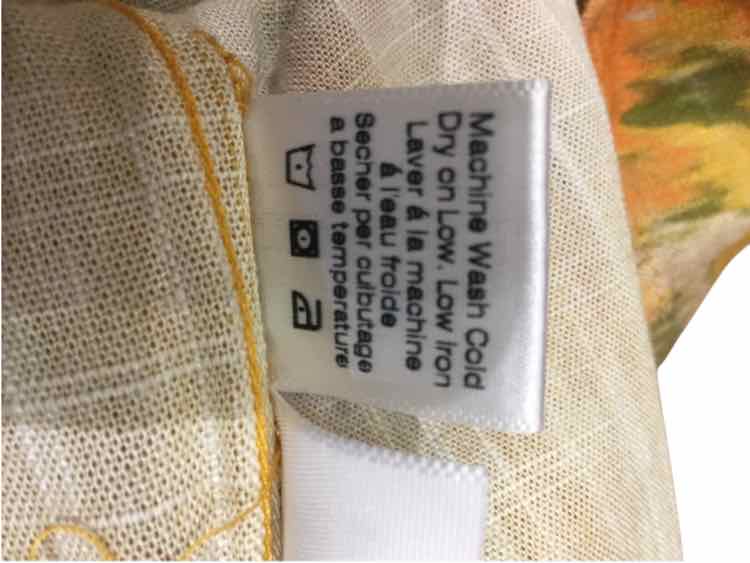 Machine Wash Cold
Dry on Low. Low Iron
Laver á la machine
á l'eau froide
Secher per culbutage
a basse temperature